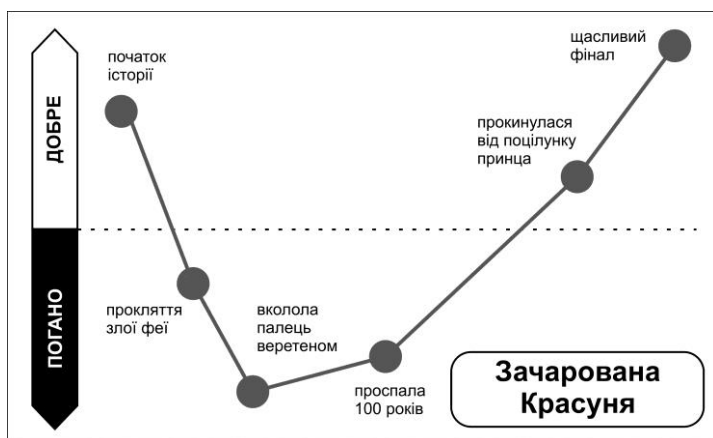 ДОБРЕ
ПОГАНО
початок
історії
прокляття
злої феї
вколола
палець
веретеном
проспала
100 років
прокинулася
від поцілунку
принца
щасливий
фінал
Зачарована
Красуня